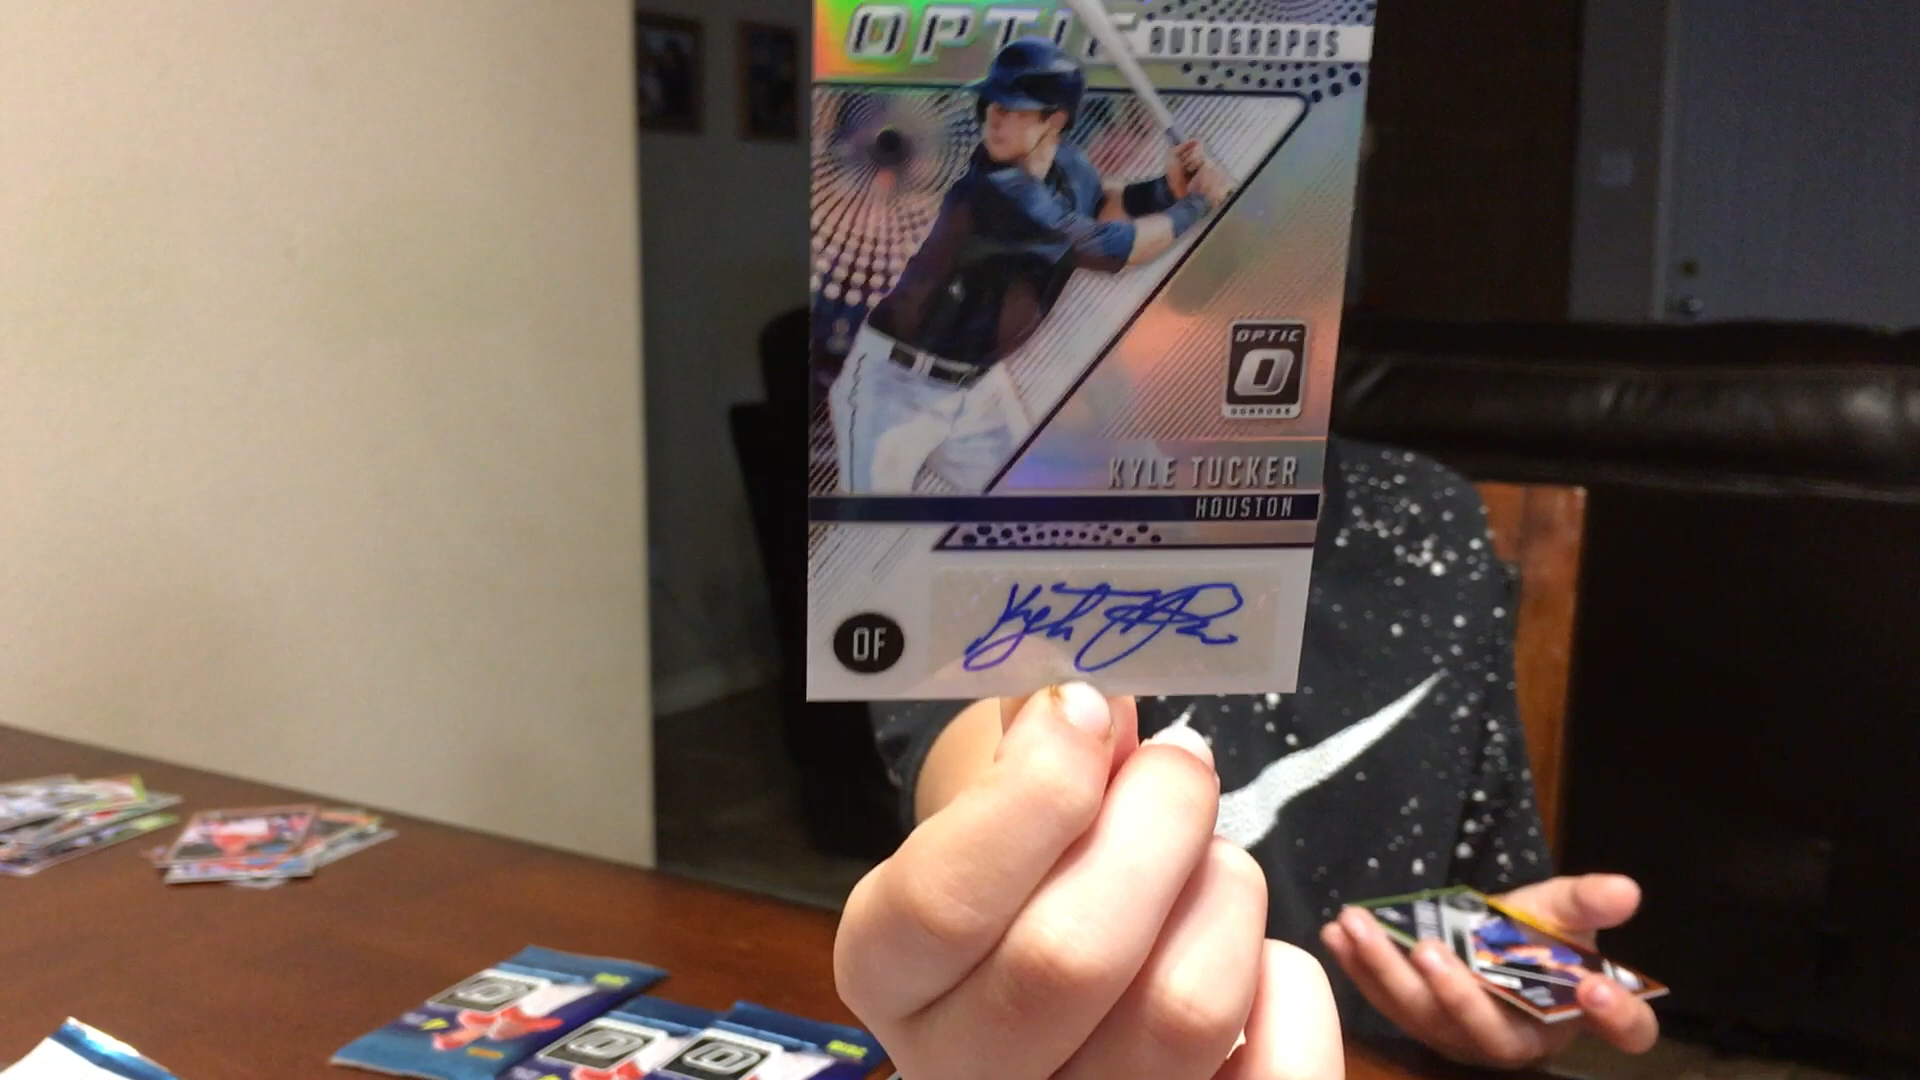 OPTIC AUTOGRAPHS
OPTIC
DONRUSS
KYLE TUCKER
HOUSTON
OF